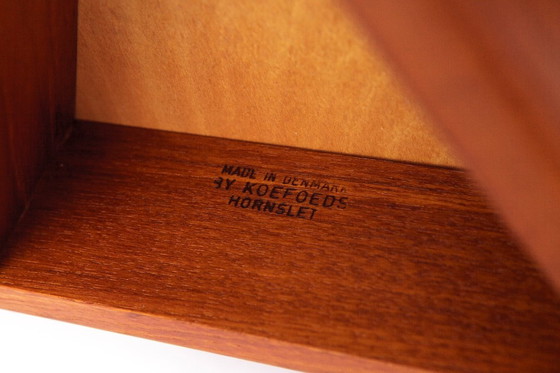 MADE IN DENMARK
BY KOEFOEDS
HORNSLET